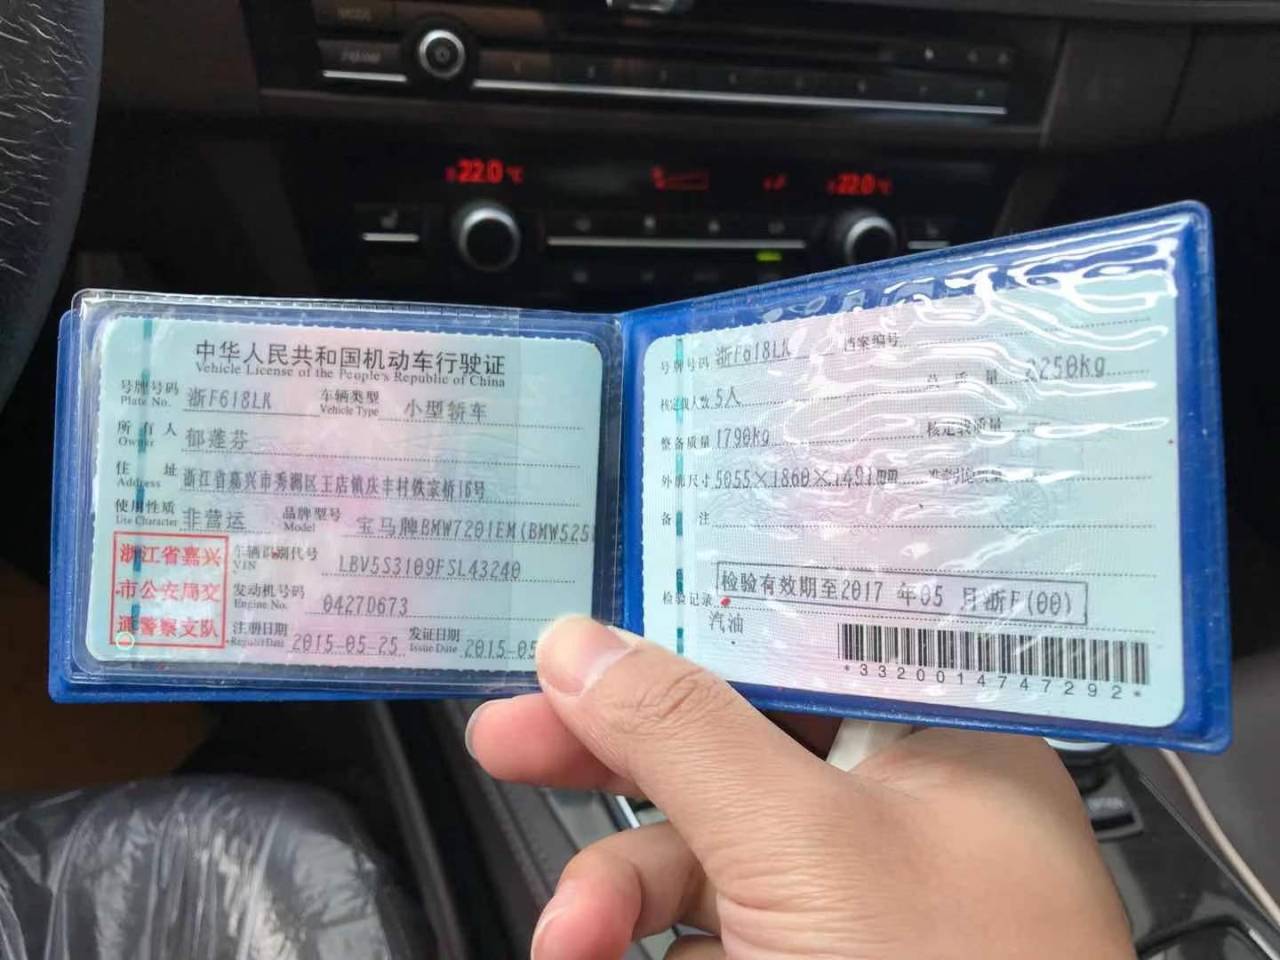 22.0℃
22.0℃
中华人民共和国机动车行驶证
Vehicle License of the People's Republic of China
号牌号码 浙F618LK 车辆类型 小型轿车
Plate No. Vehicle Type
所有人 郁莲芬
Owner
住址 浙江省嘉兴市秀洲区王店镇庆丰村铁家桥16号
Address
使用性质 非营运 品牌型号 宝马牌BMW7201EM(BMW525
Use Character Model
浙江省嘉兴
市公安局交
通警察支队
车辆识别代号 LBV5S3109FSL43240
VIN
发动机号码 0427D673
Engine No.
注册日期 2015-05-25 发证日期 2015-05
Register Date Issue Date
号牌号码 浙F618LK 档案编号
核定载人数 5人 总质量 2250kg
整备质量 1790kg 核定载质量
外廓尺寸 5055×1860×1491mm
备注
检验记录 检验有效期至2017年05月浙F(00)
汽油
*3320014747292*